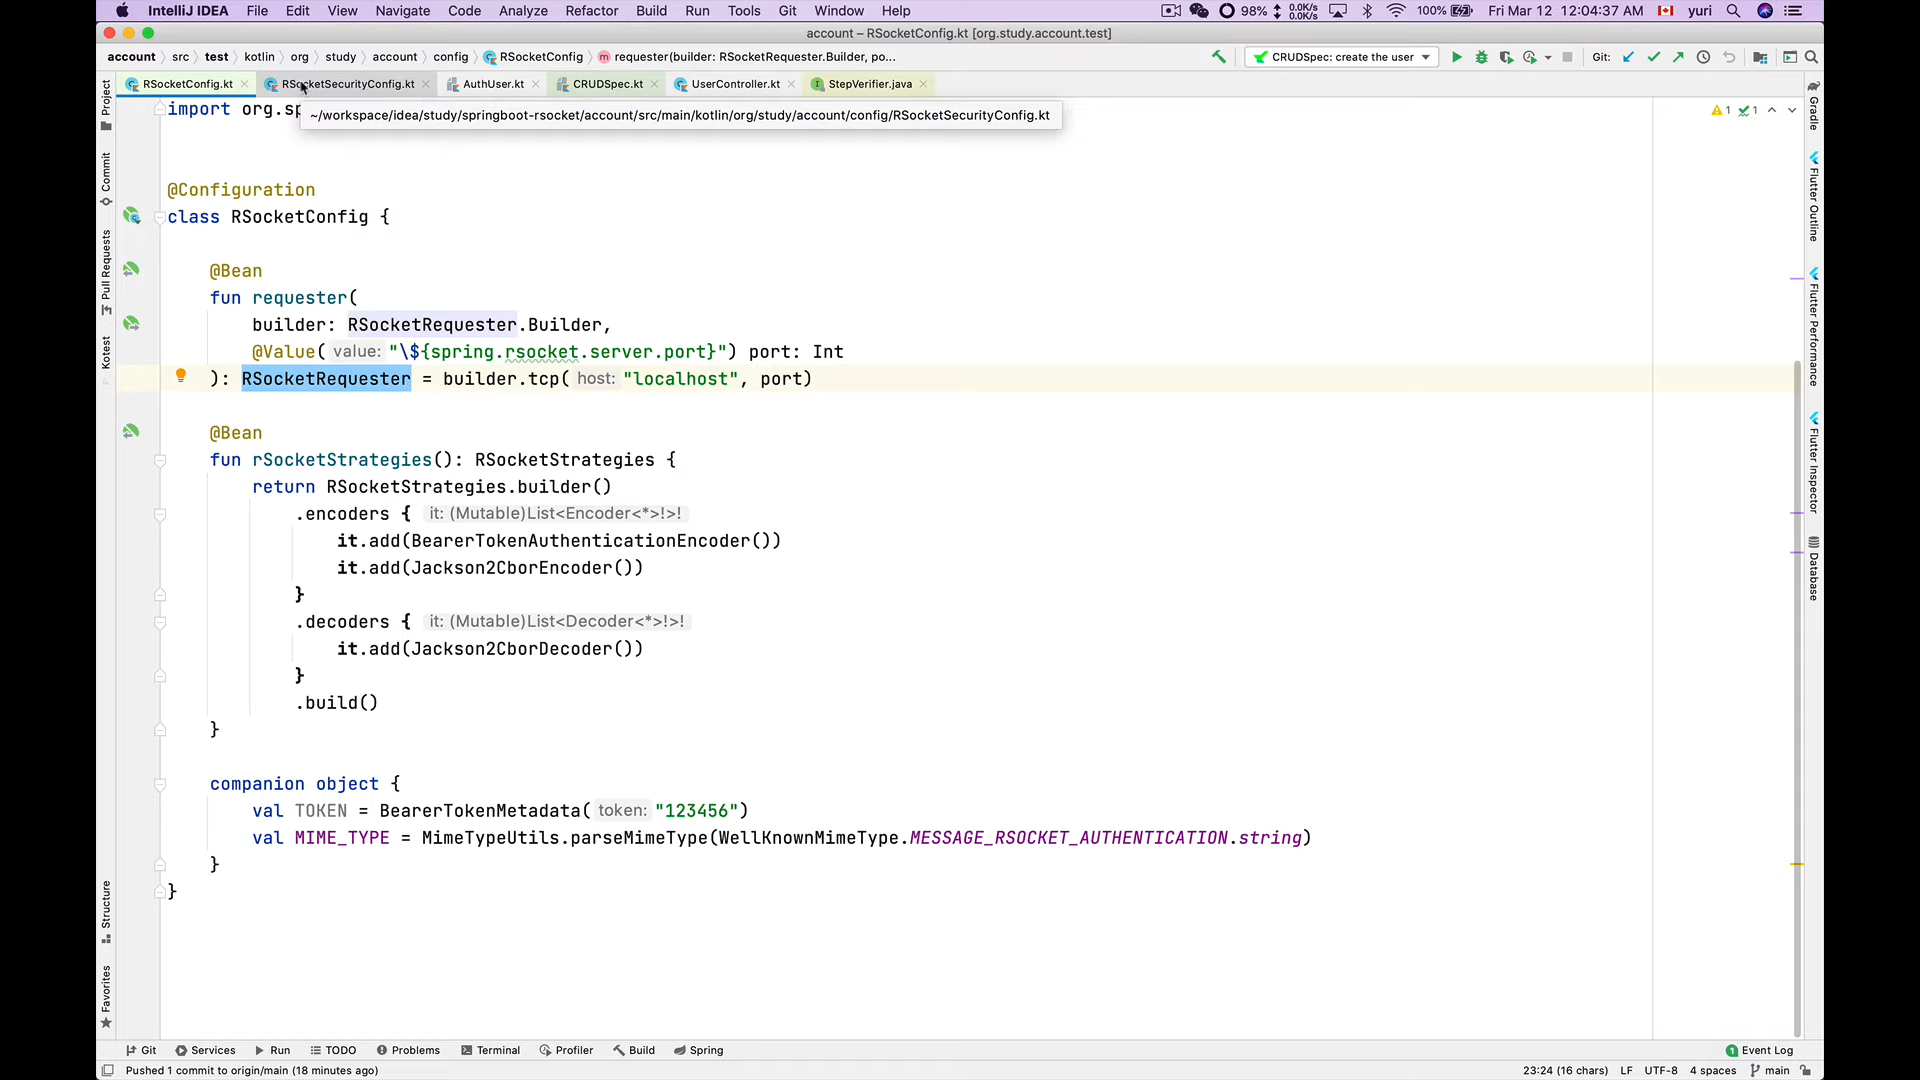 IntelliJ IDEA File Edit View Navigate Code Analyze Refactor Build Run Tools Git Window Help 98% 0.0K/s 0.0K/s 100% Fri Mar 12 12:04:37 AM yuri
account – RSocketConfig.kt [org.study.account.test]
account src test kotlin org study account config RSocketConfig requester(builder: RSocketRequester.Builder, po... CRUDSpec: create the user Git:
RSocketConfig.kt RSocketSecurityConfig.kt AuthUser.kt CRUDSpec.kt UserController.kt StepVerifier.java
import org.sp
~/workspace/idea/study/springboot-rsocket/account/src/main/kotlin/org/study/account/config/RSocketSecurityConfig.kt
1 1
@Configuration
class RSocketConfig {
@Bean
fun requester(
builder: RSocketRequester.Builder,
@Value( value: "\${spring.rsocket.server.port}") port: Int
): RSocketRequester = builder.tcp( host: "localhost", port)
@Bean
fun rSocketStrategies(): RSocketStrategies {
return RSocketStrategies.builder()
.encoders { it: (Mutable)List<Encoder<*>!>!
it.add(BearerTokenAuthenticationEncoder())
it.add(Jackson2CborEncoder())
}
.decoders { it: (Mutable)List<Decoder<*>!>!
it.add(Jackson2CborDecoder())
}
.build()
}
companion object {
val TOKEN = BearerTokenMetadata( token: "123456")
val MIME_TYPE = MimeTypeUtils.parseMimeType(WellKnownMimeType.MESSAGE_RSOCKET_AUTHENTICATION.string)
}
}
Project
Commit
Pull Requests
Kotest
Structure
Favorites
Gradle
Flutter Outline
Flutter Performance
Flutter Inspector
Database
Git Services Run TODO Problems Terminal Profiler Build Spring 1 Event Log
Pushed 1 commit to origin/main (18 minutes ago) 23:24 (16 chars) LF UTF-8 4 spaces main